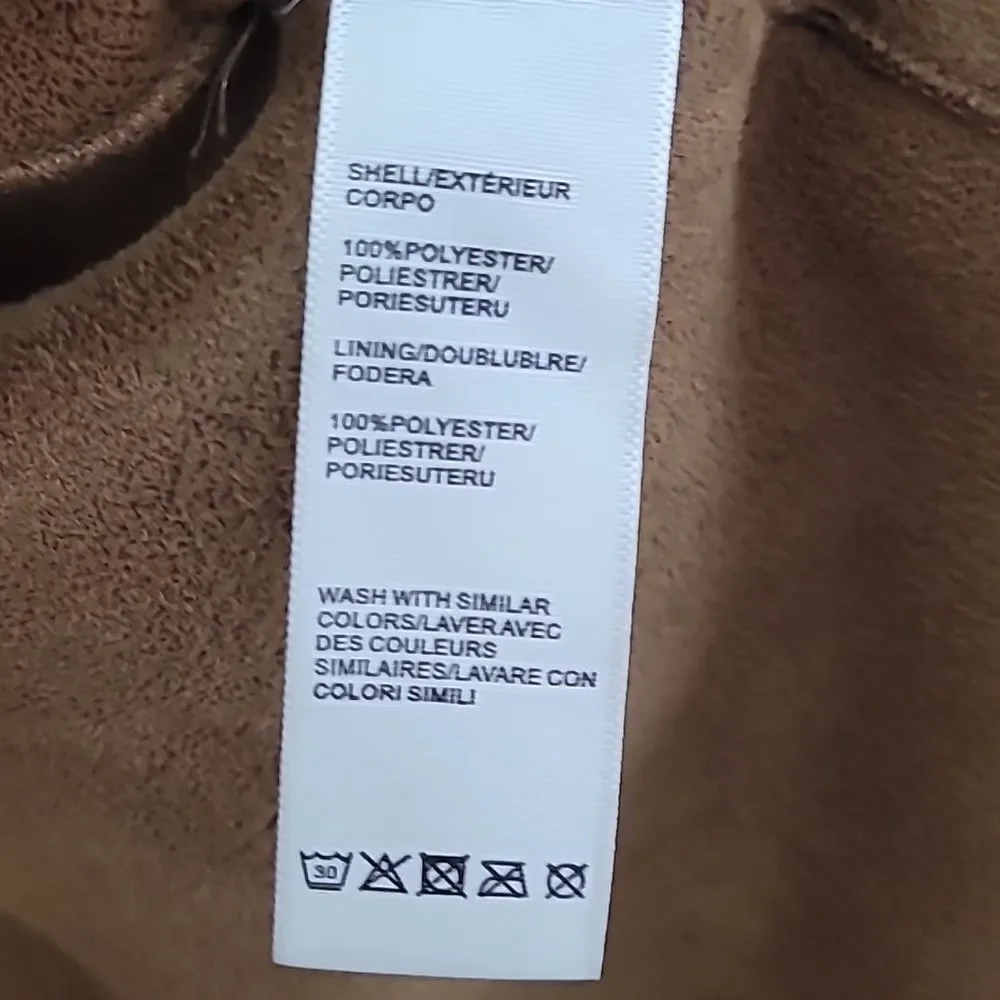 SHELL/EXTÉRIEUR
CORPO
100%POLYESTER/
POLIESTRER/
PORIESUTERU
LINING/DOUBLUBLRE/
FODERA
100%POLYESTER/
POLIESTRER/
PORIESUTERU
WASH WITH SIMILAR
COLORS/LAVER AVEC
DES COULEURS
SIMILAIRES/LAVARE CON
COLORI SIMILI
30